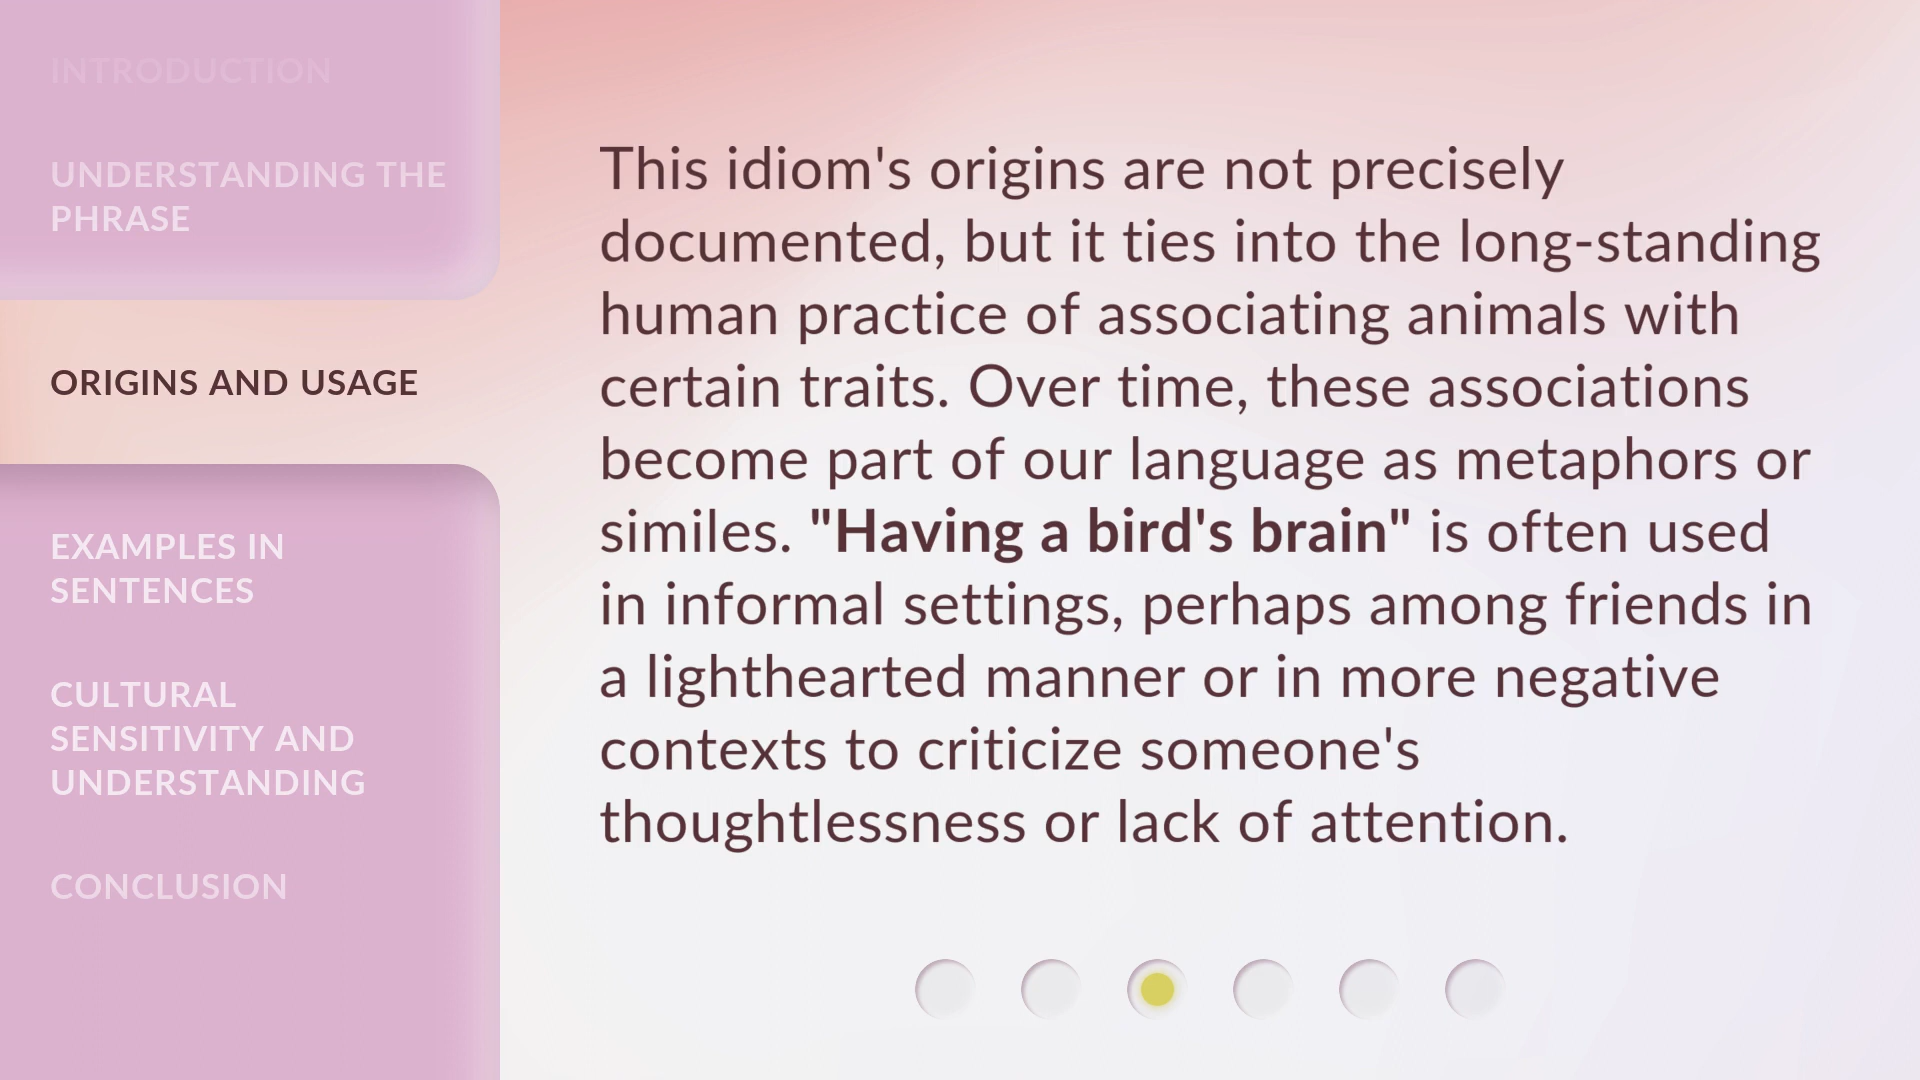 INTRODUCTION
UNDERSTANDING THE
PHRASE
ORIGINS AND USAGE
EXAMPLES IN
SENTENCES
CULTURAL
SENSITIVITY AND
UNDERSTANDING
CONCLUSION
This idiom's origins are not precisely
documented, but it ties into the long-standing
human practice of associating animals with
certain traits. Over time, these associations
become part of our language as metaphors or
similes. "Having a bird's brain" is often used
in informal settings, perhaps among friends in
a lighthearted manner or in more negative
contexts to criticize someone's
thoughtlessness or lack of attention.